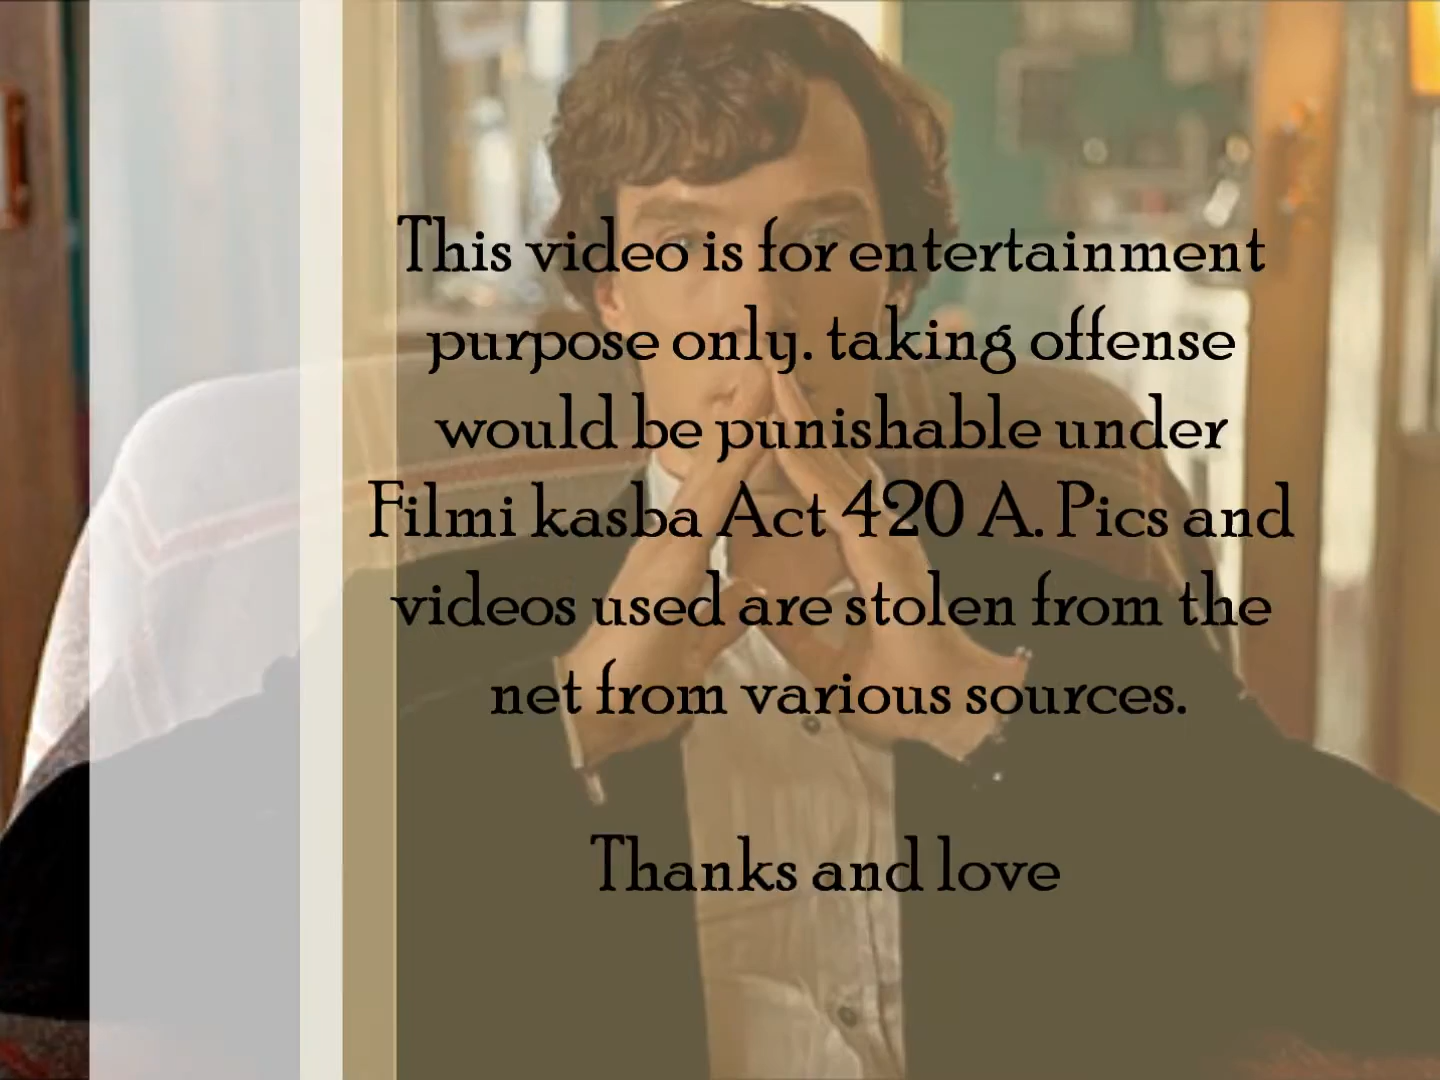 This video is for entertainment
purpose only. taking offense
would be punishable under
Filmi kasba Act 420 A. Pics and
videos used are stolen from the
net from various sources.
Thanks and love